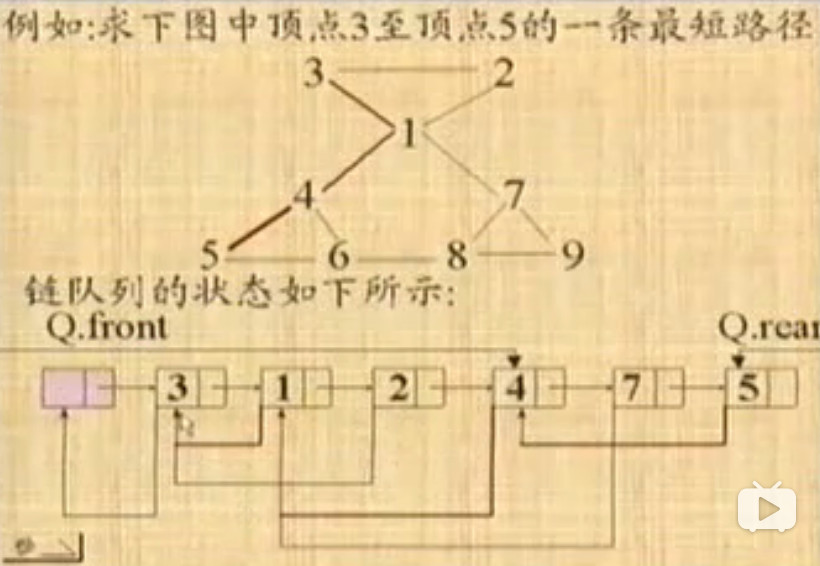 例如:求下图中顶点3至顶点5的一条最短路径
3 2
1
4 7
5 6 8 9
链队列的状态如下所示:
Q.front Q.rear
3 1 2 4 7 5